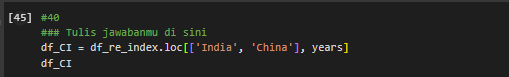 [45] #40
### Tulis jawabanmu di sini
df_CI = df_re_index.loc[['India', 'China'], years]
df_CI